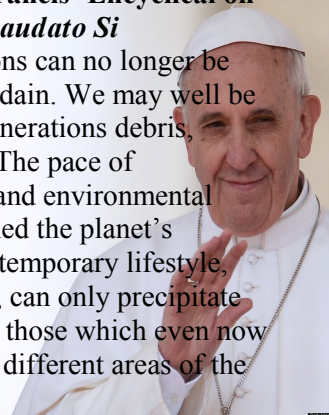 Francis' Encyclical on
audato Si
ons can no longer be
dain. We may well be
nerations debris,
The pace of
and environmental
ed the planet's
temporary lifestyle,
, can only precipitate
those which even now
different areas of the